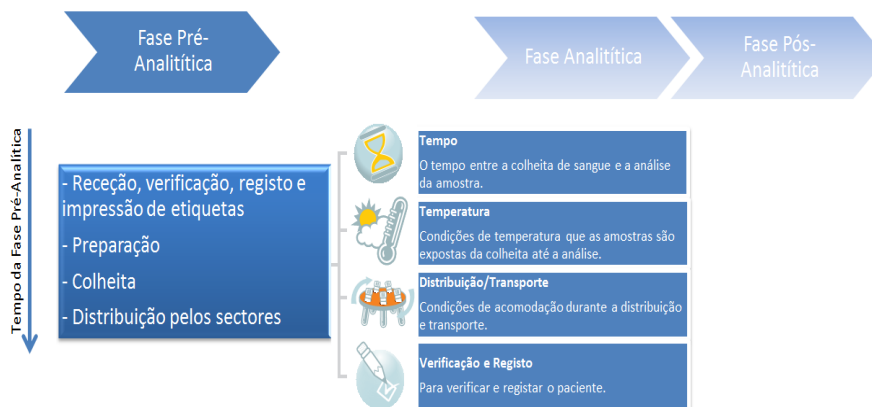 Fase Pré-
Analitítica
Fase Analitítica
Fase Pós-
Analitítica
Tempo da Fase Pré-Analítica
- Receção, verificação, registo e
impressão de etiquetas
- Preparação
- Colheita
- Distribuição pelos sectores
Tempo
O tempo entre a colheita de sangue e a análise
da amostra.
Temperatura
Condições de temperatura que as amostras são
expostas da colheita até a análise.
Distribuição/Transporte
Condições de acomodação durante a distribuição
e transporte.
Verificação e Registo
Para verificar e registar o paciente.